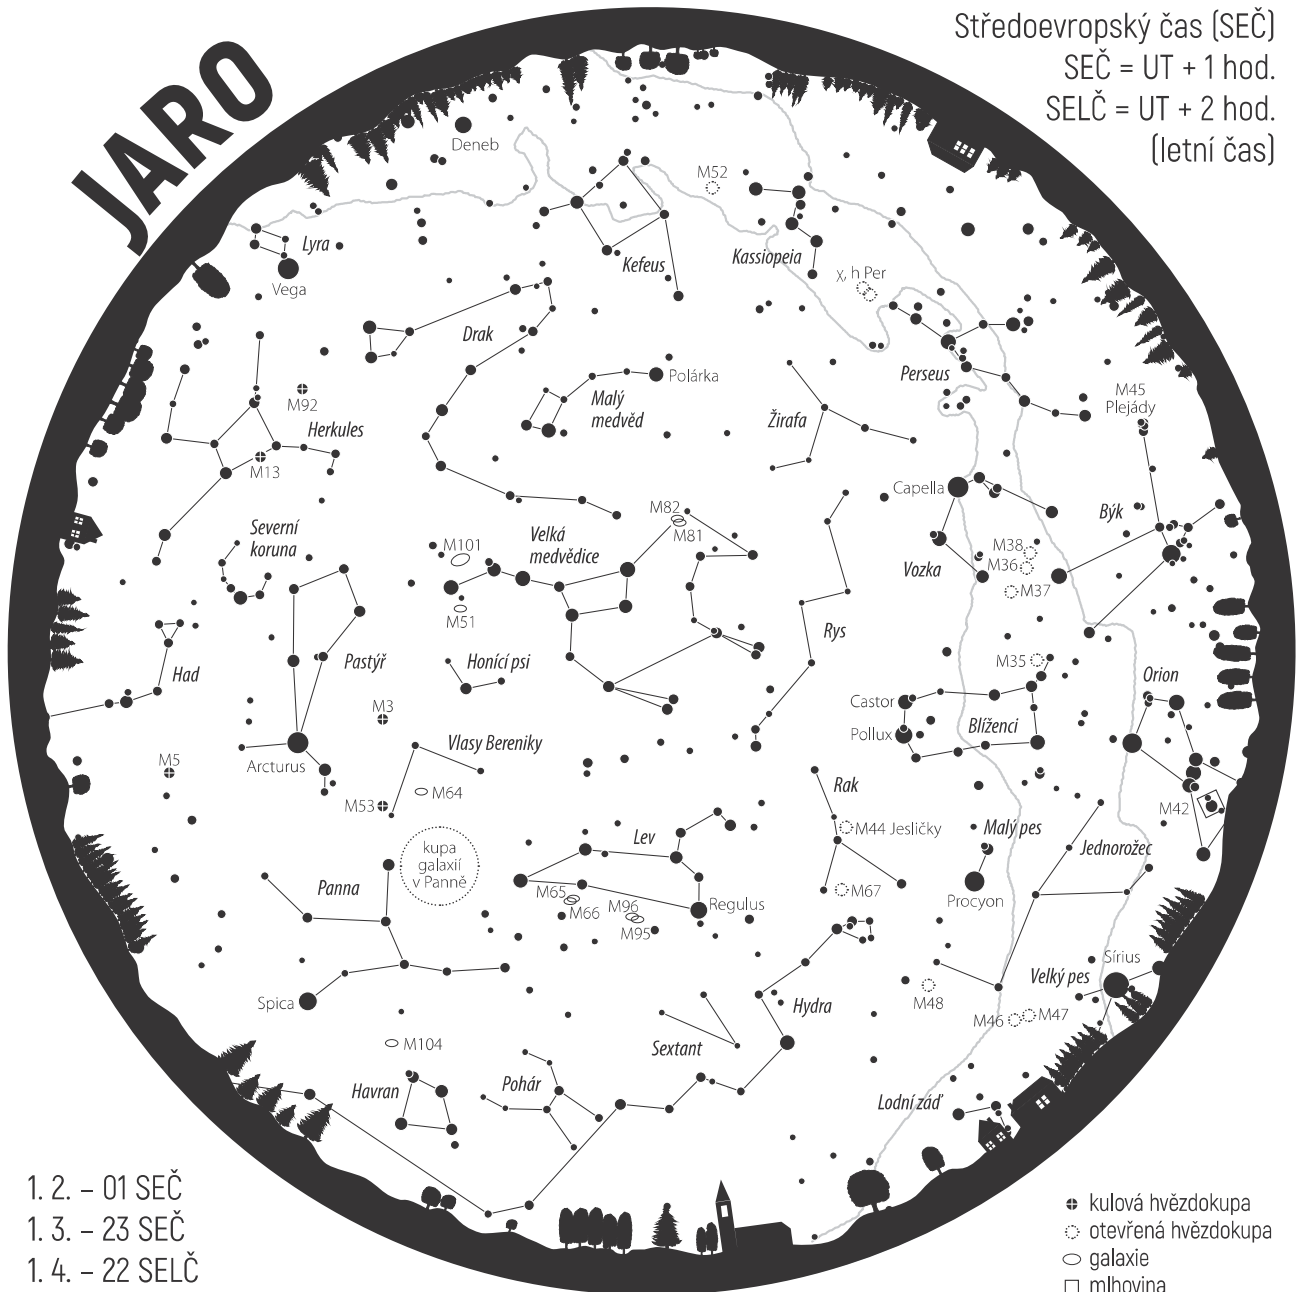 JARO
Středoevropský čas (SEČ)
SEČ = UT + 1 hod.
SELČ = UT + 2 hod.
(letní čas)
Deneb
M52
Lyra
Vega
Kefeus
Kassiopeia
χ, h Per
Drak
Polárka
Malý
medvěd
Perseus
Žirafa
M45
Plejády
M92
Herkules
M13
Capella
Býk
Severní
koruna
M101
Velká
medvědice
M82
M81
M38
M36
M37
Vozka
M51
Rys
Had
Pastýř
Honící psi
M35
Orion
Castor
Pollux
Blíženci
M3
Vlasy Bereniky
Arcturus
M5
M53
M64
Rak
M42
M44 Jesličky
Malý pes
Jednorožec
Lev
kupa
galaxií
v Panně
Panna
M65
M66
M96
M95
Regulus
M67
Procyon
Spica
Hydra
M48
Velký pes
Sírius
M46
M47
M104
Sextant
Havran
Pohár
Lodní záď
1. 2. – 01 SEČ
1. 3. – 23 SEČ
1. 4. – 22 SELČ
kulová hvězdokupa
otevřená hvězdokupa
galaxie
mlhovina